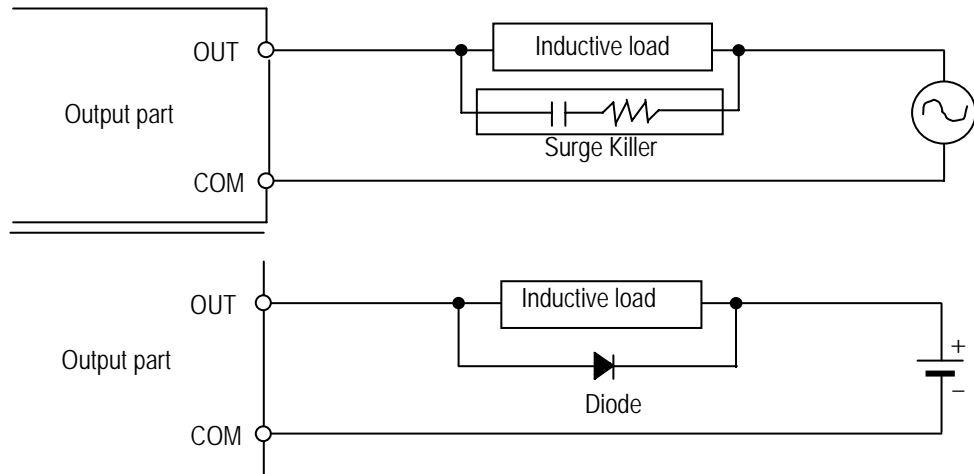 OUT
Inductive load
Output part
Surge Killer
COM
OUT
Inductive load
+
Output part
−
Diode
COM